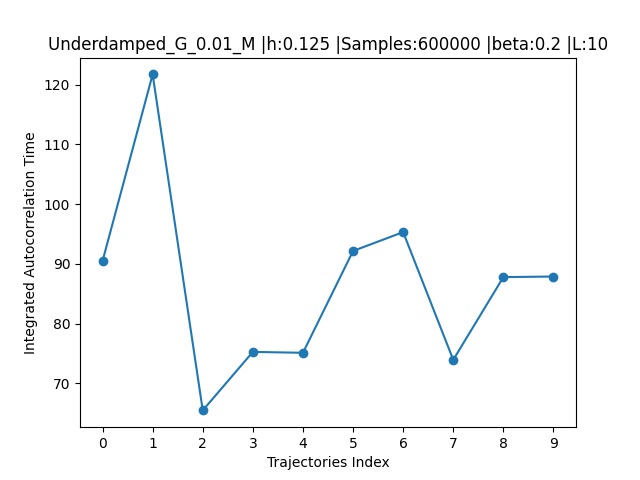 Underdamped_G_0.01_M |h:0.125 |Samples:600000 |beta:0.2 |L:10
120
110
100
90
80
70
Integrated Autocorrelation Time
0 1 2 3 4 5 6 7 8 9
Trajectories Index